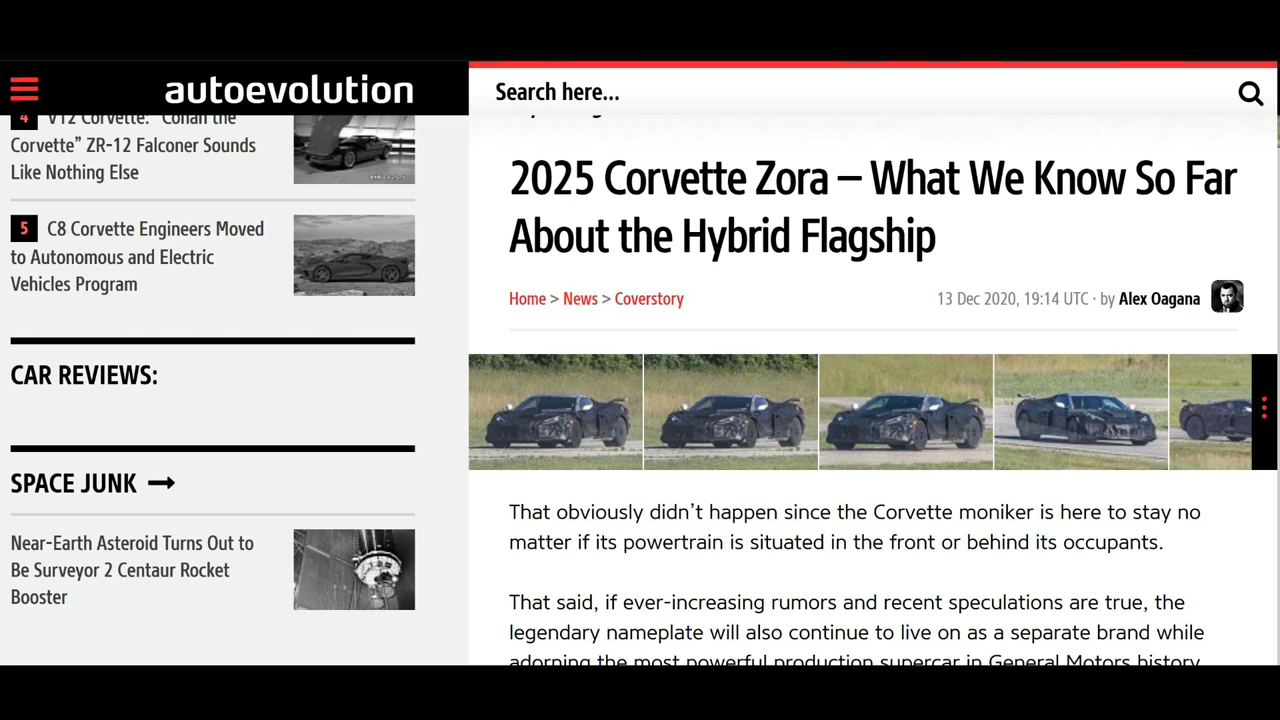 autoevolution
Search here...
4 V12 Corvette: “Conan the
Corvette” ZR-12 Falconer Sounds
Like Nothing Else
5 C8 Corvette Engineers Moved
to Autonomous and Electric
Vehicles Program
CAR REVIEWS:
SPACE JUNK
Near-Earth Asteroid Turns Out to
Be Surveyor 2 Centaur Rocket
Booster
2025 Corvette Zora – What We Know So Far
About the Hybrid Flagship
Home > News > Coverstory
13 Dec 2020, 19:14 UTC · by Alex Oagana
That obviously didn’t happen since the Corvette moniker is here to stay no
matter if its powertrain is situated in the front or behind its occupants.
That said, if ever-increasing rumors and recent speculations are true, the
legendary nameplate will also continue to live on as a separate brand while
adorning the most powerful production supercar in General Motors history.